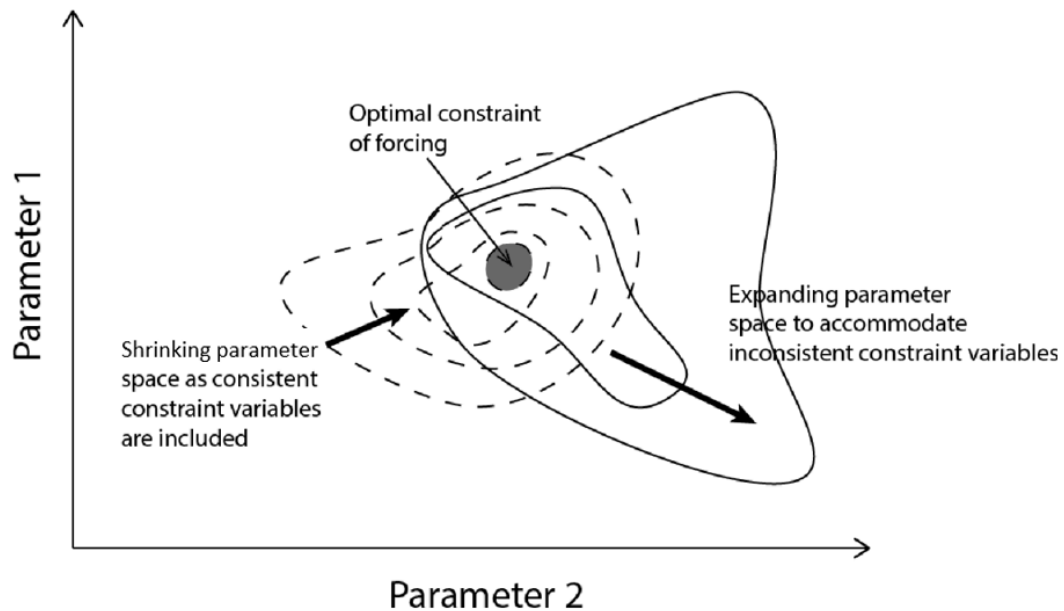 Optimal constraint
of forcing
Parameter 1
Expanding parameter
space to accommodate
inconsistent constraint variables
Shrinking parameter
space as consistent
constraint variables
are included
Parameter 2